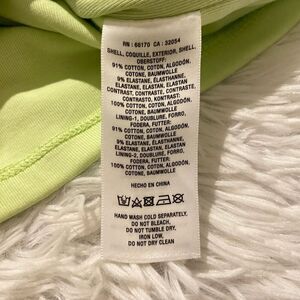 RN : 66170 CA : 32054
SHELL, COQUILLE, EXTERIOR, SHELL,
OBERSTOFF:
91% COTTON, COTON, ALGODÓN,
COTONE, BAUMWOLLE
9% ELASTANE, ÉLASTHANNE,
ELASTANE, ELASTAN, ELASTAN
CONTRAST, CONTRASTE, CONTRASTE,
CONTRASTO, KONTRAST:
100% COTTON, COTON, ALGODÓN,
COTONE, BAUMWOLLE
LINING-1, DOUBLURE, FORRO,
FODERA, FUTTER:
91% COTTON, COTON, ALGODÓN,
COTONE, BAUMWOLLE
9% ELASTANE, ÉLASTHANNE,
ELASTANE, ELASTAN, ELASTAN
LINING-2, DOUBLURE, FORRO,
FODERA, FUTTER:
100% COTTON, COTON, ALGODÓN,
COTONE, BAUMWOLLE
HECHO EN CHINA
HAND WASH COLD SEPARATELY,
DO NOT BLEACH,
DO NOT TUMBLE DRY,
IRON LOW,
DO NOT DRY CLEAN